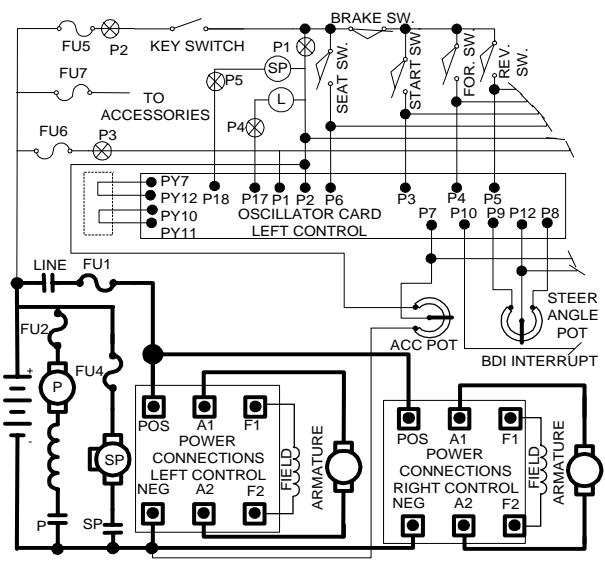 BRAKE SW.
FU5
P2
KEY SWITCH
P1
SP
P5
SEAT SW.
START SW.
FOR. SW.
REV. SW.
FU7
TO
ACCESSORIES
L
P4
FU6
P3
PY7
PY12
PY10
PY11
P18
P17
P1
P2
P6
P3
P4
P5
OSCILLATOR CARD
LEFT CONTROL
P7
P10
P9
P12
P8
LINE
FU1
STEER
ANGLE
POT
ACC POT
BDI INTERRUPT
FU2
FU4
+
P
-
SP
P
SP
POS
A1
F1
POWER
CONNECTIONS
LEFT CONTROL
NEG
A2
F2
FIELD
ARMATURE
POS
A1
F1
POWER
CONNECTIONS
RIGHT CONTROL
NEG
A2
F2
FIELD
ARMATURE